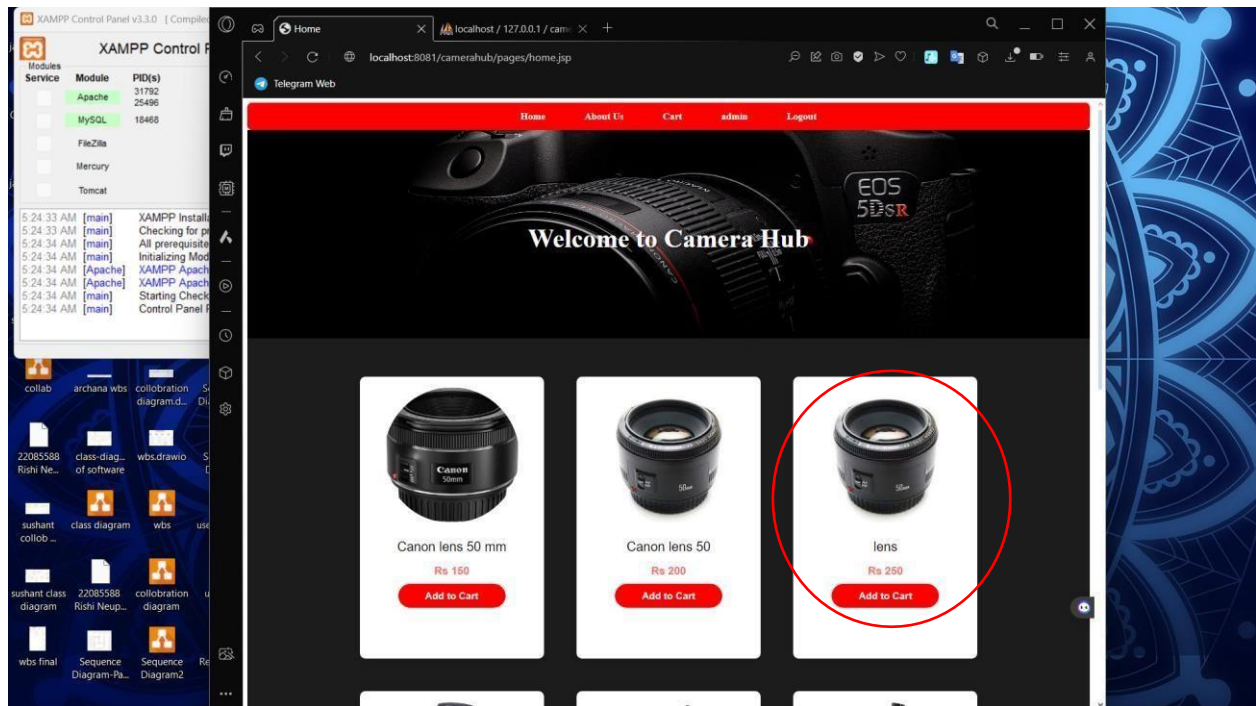 XAMPP Control Panel v3.3.0 [ Compiled
XAMPP Control P
Modules
Service Module PID(s)
Apache 31792
25496
MySQL 18468
FileZilla
Mercury
Tomcat
5:24:33 AM [main] XAMPP Installa
5:24:33 AM [main] Checking for pr
5:24:34 AM [main] All prerequisite
5:24:34 AM [main] Initializing Mod
5:24:34 AM [Apache] XAMPP Apach
5:24:34 AM [Apache] XAMPP Apach
5:24:34 AM [main] Starting Check
5:24:34 AM [main] Control Panel R
collab archana wbs collobration
diagram.d...
22085588 class-diag... wbs.drawio
Rishi Ne... of software
sushant class diagram wbs use
collob ...
sushant class 22085588 collobration
diagram Rishi Neup... diagram
wbs final Sequence Sequence Re
Diagram-Pa... Diagram2
Home localhost / 127.0.0.1 / came
localhost:8081/camerahub/pages/home.jsp
Telegram Web
Home About Us Cart admin Logout
EOS
5DSR
CANON
Welcome to Camera Hub
Canon
50mm
50mm
50mm
Canon lens 50 mm Canon lens 50 lens
Rs 150 Rs 200 Rs 250
Add to Cart Add to Cart Add to Cart